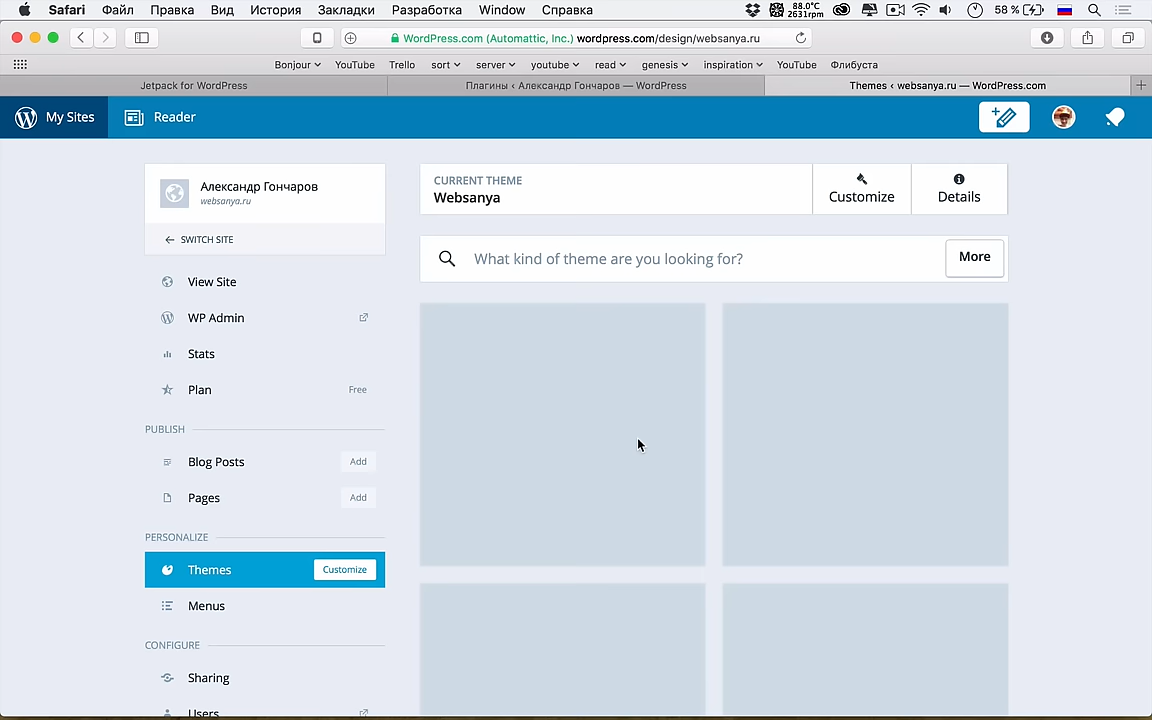 Safari Файл Правка Вид История Закладки Разработка Window Справка 88.0°C 2631rpm 58 %
WordPress.com (Automattic, Inc.) wordpress.com/design/websanya.ru
Bonjour YouTube Trello sort server youtube read genesis inspiration YouTube Флибуста
Jetpack for WordPress Плагины ‹ Александр Гончаров — WordPress Themes ‹ websanya.ru — WordPress.com
My Sites Reader
Александр Гончаров
websanya.ru
SWITCH SITE
View Site
WP Admin
Stats
Plan Free
PUBLISH
Blog Posts Add
Pages Add
PERSONALIZE
Themes Customize
Menus
CONFIGURE
Sharing
Users
CURRENT THEME
Websanya
Customize
Details
What kind of theme are you looking for?
More